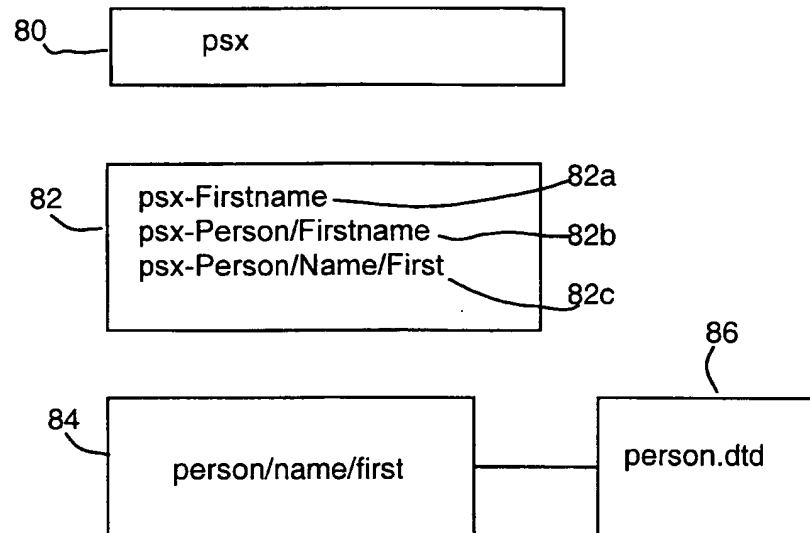 80
psx
82
psx-Firstname
82a
psx-Person/Firstname
82b
psx-Person/Name/First
82c
86
84
person/name/first
person.dtd